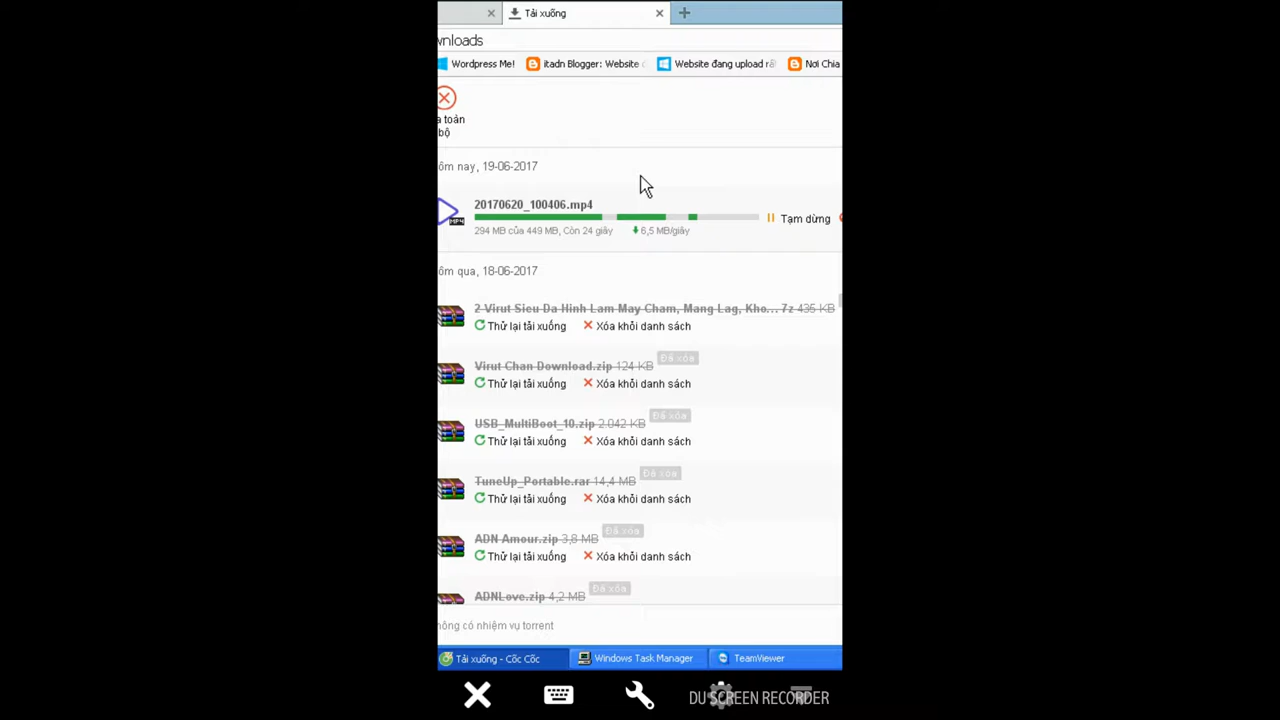 Tải xuống
wnloads
Wordpress Me!
itadn Blogger: Website
Website đang upload rấ
Nơi Chia
a toàn
bộ
ôm nay, 19-06-2017
20170620_100406.mp4
MP4
294 MB của 449 MB, Còn 24 giây
6,5 MB/giây
Tạm dừng
ôm qua, 18-06-2017
2 Virut Sieu Da Hinh Lam May Cham, Mang Lag, Kho... 7z 435 KB
Thử lại tải xuống
Xóa khỏi danh sách
Đã xóa
Virut Chan Download.zip 124 KB
Thử lại tải xuống
Xóa khỏi danh sách
Đã xóa
USB_MultiBoot_10.zip 2.042 KB
Thử lại tải xuống
Xóa khỏi danh sách
Đã xóa
TuneUp_Portable.rar 14,4 MB
Thử lại tải xuống
Xóa khỏi danh sách
Đã xóa
ADN Amour.zip 3,8 MB
Thử lại tải xuống
Xóa khỏi danh sách
Đã xóa
ADNLove.zip 4,2 MB
hông có nhiệm vụ torrent
Tải xuống - Cốc Cốc
Windows Task Manager
TeamViewer
DU SCREEN RECORDER